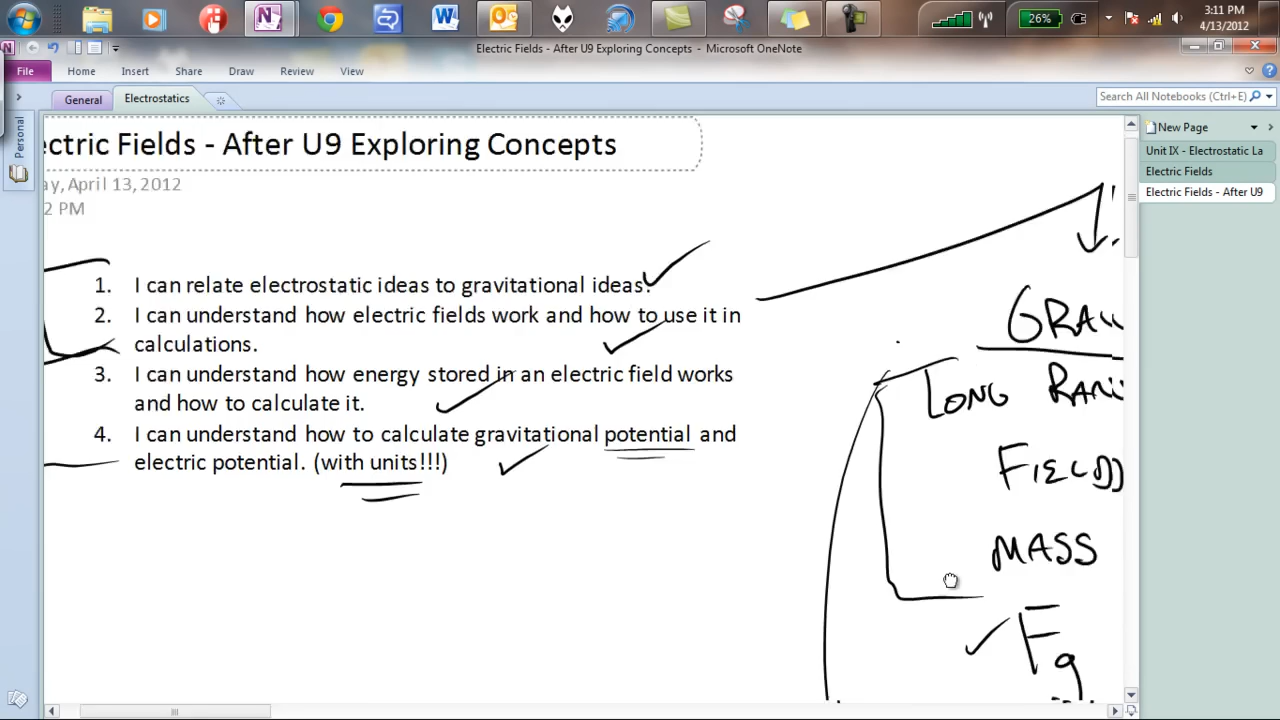 26%
3:11 PM
4/13/2012
Electric Fields - After U9 Exploring Concepts - Microsoft OneNote
File Home Insert Share Draw Review View
General Electrostatics
Search All Notebooks (Ctrl+E)
Personal
New Page
Unit IX - Electrostatic La
Electric Fields
Electric Fields - After U9
ectric Fields - After U9 Exploring Concepts
ay, April 13, 2012
2 PM
1. I can relate electrostatic ideas to gravitational ideas.
2. I can understand how electric fields work and how to use it in
calculations.
3. I can understand how energy stored in an electric field works
and how to calculate it.
4. I can understand how to calculate gravitational potential and
electric potential. (with units!!!)
GRAV
LONG RAN
FIELD
MASS
Fg